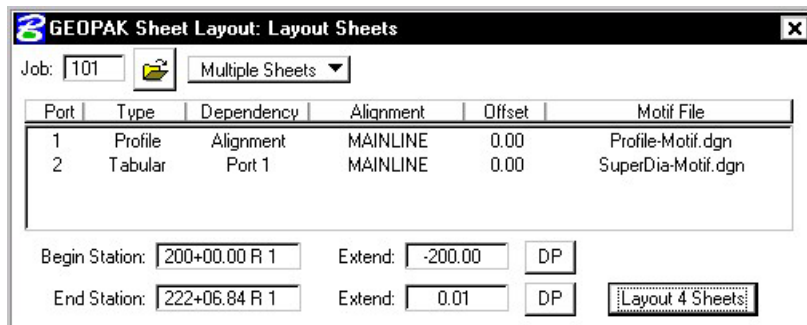 GEOPAK Sheet Layout: Layout Sheets
Job: 101 Multiple Sheets
Port Type Dependency Alignment Offset Motif File
1 Profile Alignment MAINLINE 0.00 Profile-Motif.dgn
2 Tabular Port 1 MAINLINE 0.00 SuperDia-Motif.dgn
Begin Station: 200+00.00 R 1 Extend: -200.00 DP
End Station: 222+06.84 R 1 Extend: 0.01 DP Layout 4 Sheets